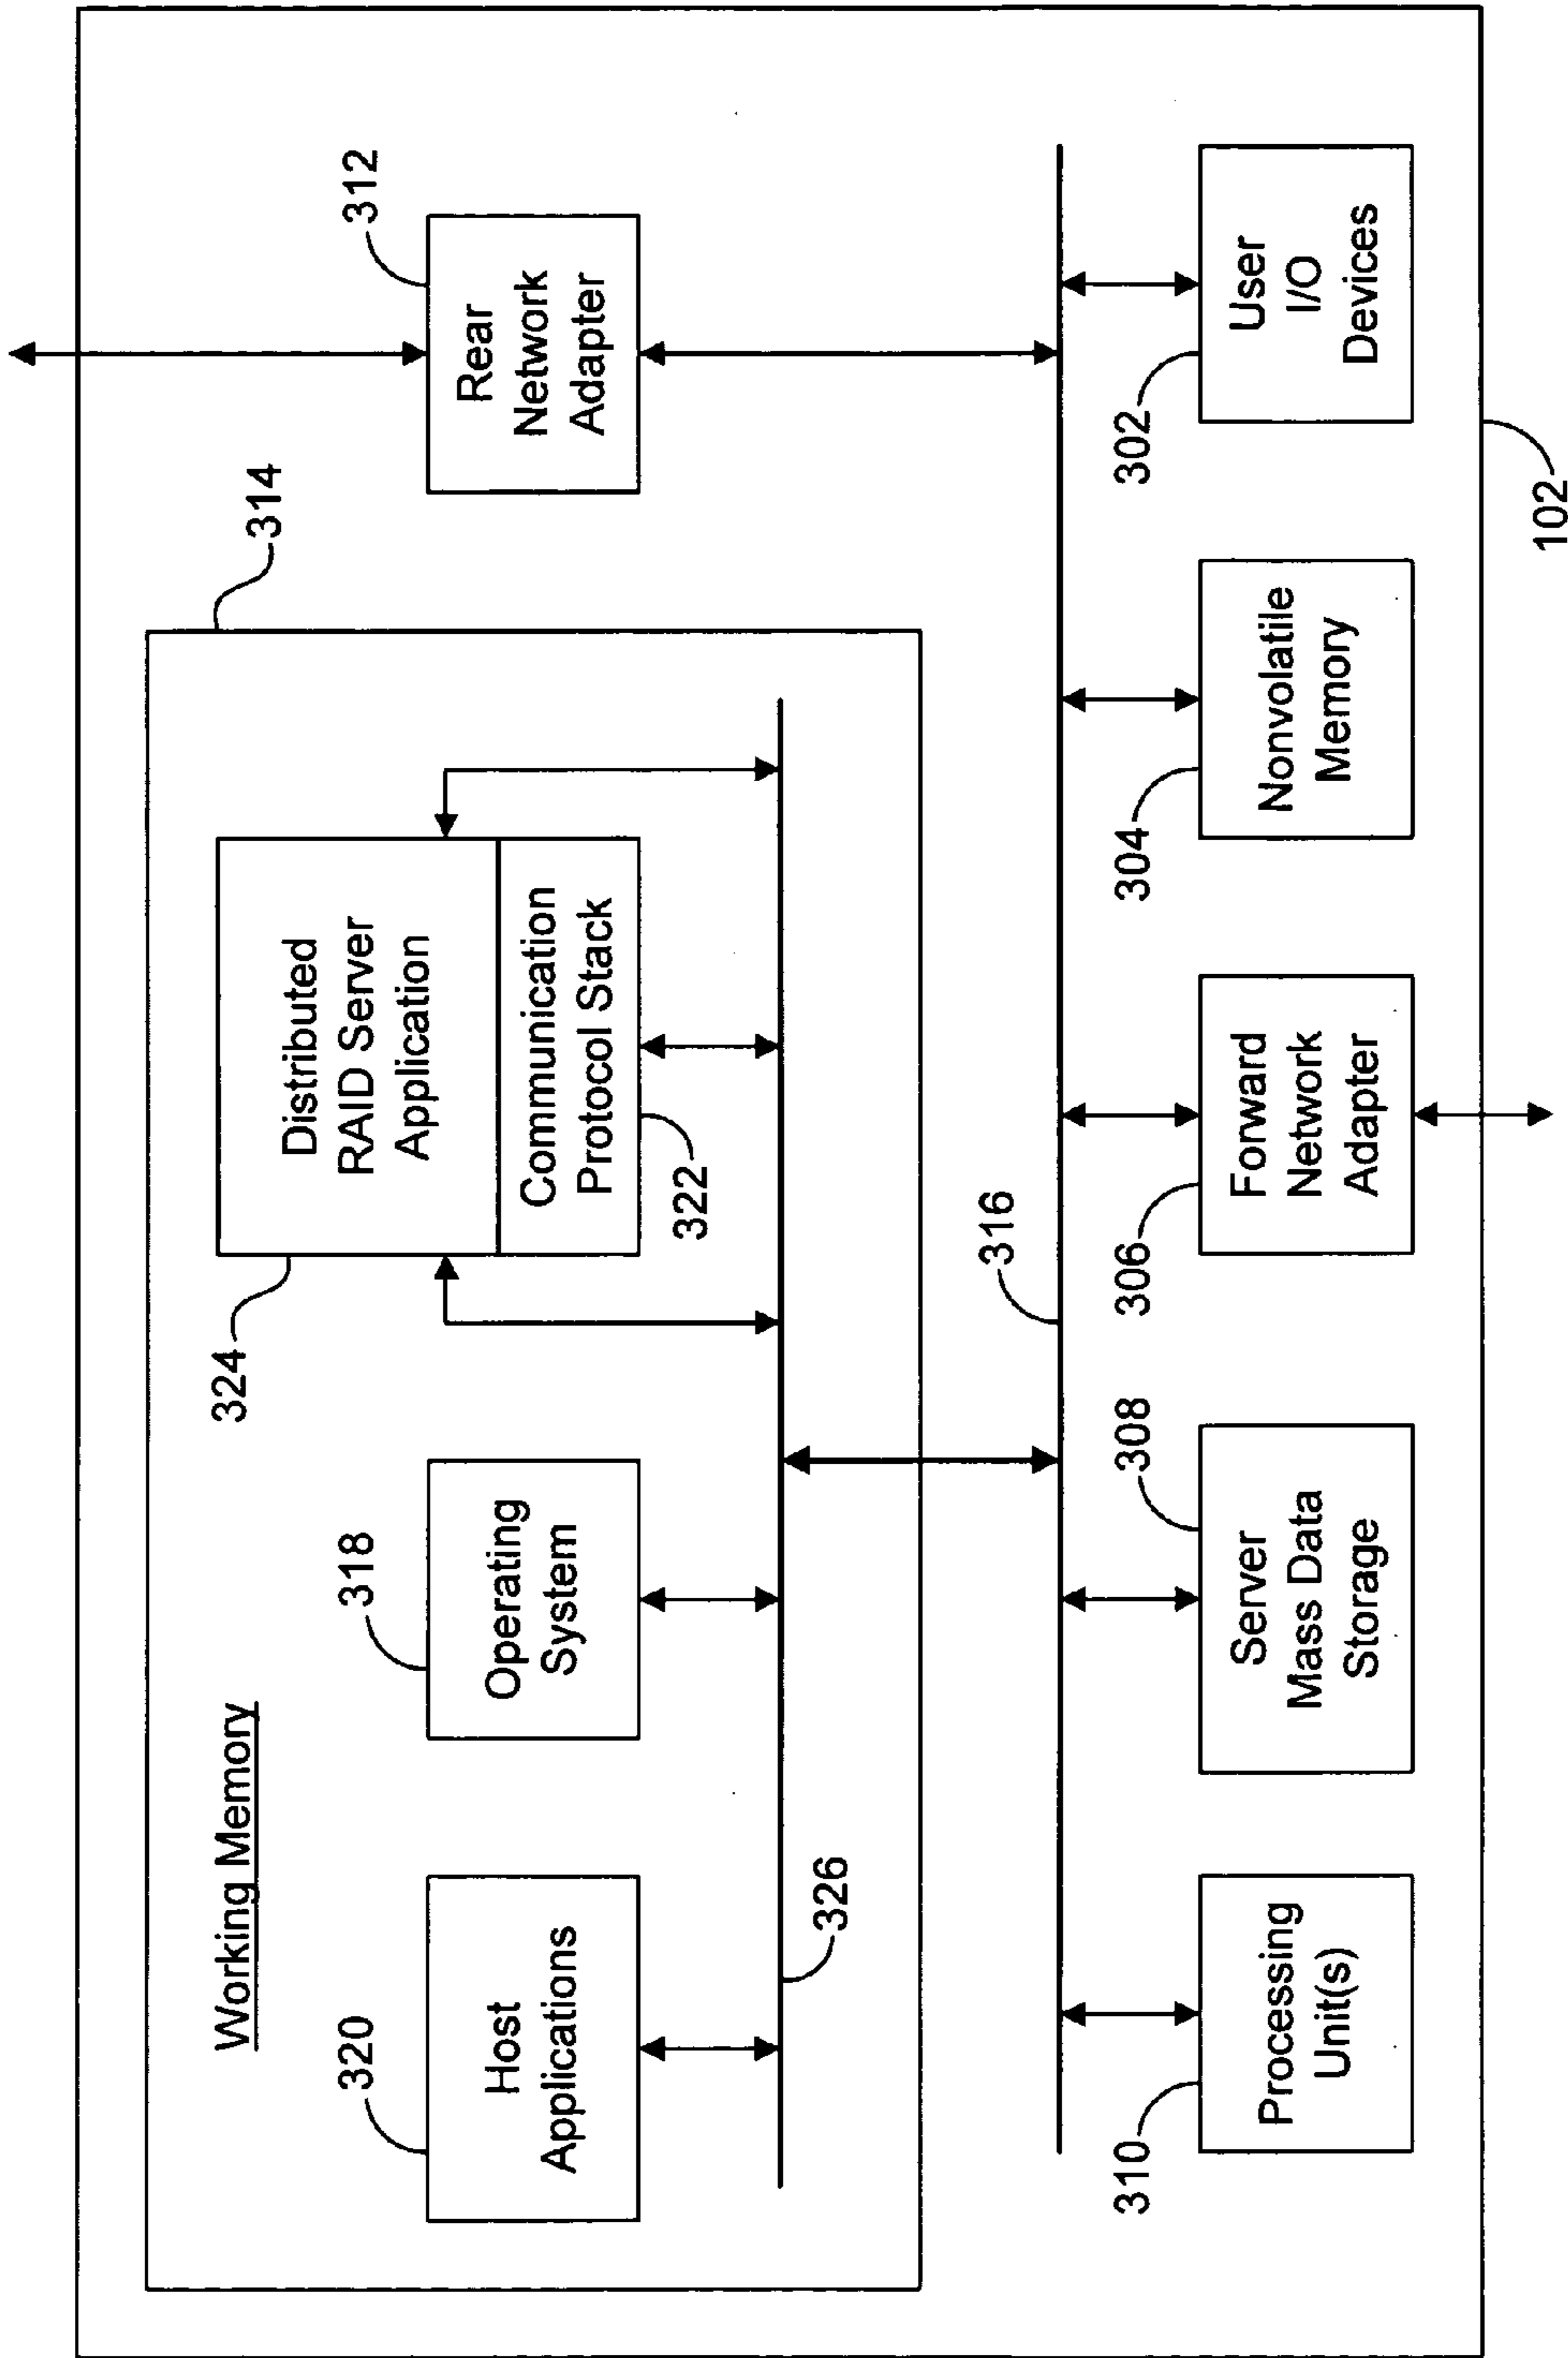 Working Memory
314
312
320
Host
Applications
318
Operating
System
324
Distributed
RAID Server
Application
Communication
Protocol Stack
322
Rear
Network
Adapter
326
316
310
Processing
Unit(s)
308
Server
Mass Data
Storage
306
Forward
Network
Adapter
304
Nonvolatile
Memory
302
User
I/O
Devices
102